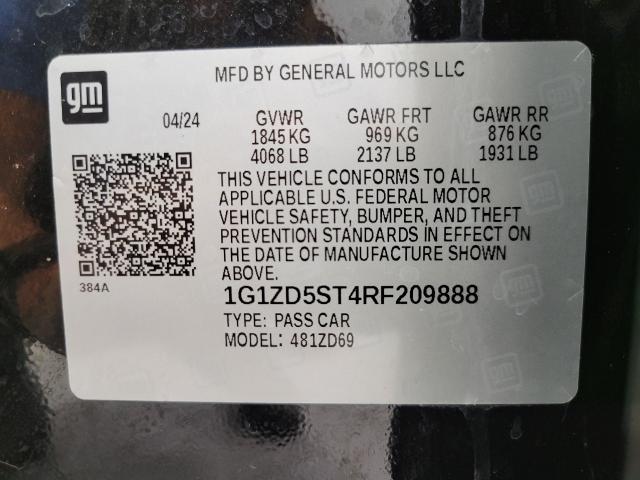 gm
MFD BY GENERAL MOTORS LLC
04/24 GVWR GAWR FRT GAWR RR
1845 KG 969 KG 876 KG
4068 LB 2137 LB 1931 LB
THIS VEHICLE CONFORMS TO ALL
APPLICABLE U.S. FEDERAL MOTOR
VEHICLE SAFETY, BUMPER, AND THEFT
PREVENTION STANDARDS IN EFFECT ON
THE DATE OF MANUFACTURE SHOWN ABOVE.
384A
1G1ZD5ST4RF209888
TYPE: PASS CAR
MODEL: 481ZD69